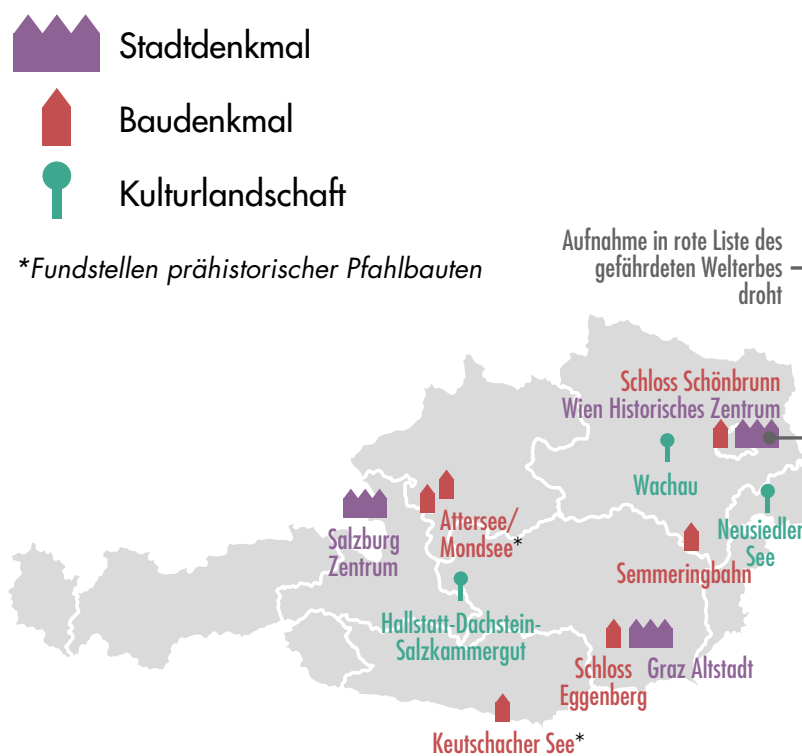 Stadtdenkmal
Baudenkmal
Kulturlandschaft
*Fundstellen prähistorischer Pfahlbauten
Aufnahme in rote Liste des
gefährdeten Welterbes
droht
Schloss Schönbrunn
Wien Historisches Zentrum
Wachau
Neusiedler
See
Attersee/
Mondsee*
Salzburg
Zentrum
Semmeringbahn
Hallstatt-Dachstein-
Salzkammergut
Schloss
Eggenberg
Graz Altstadt
Keutschacher See*